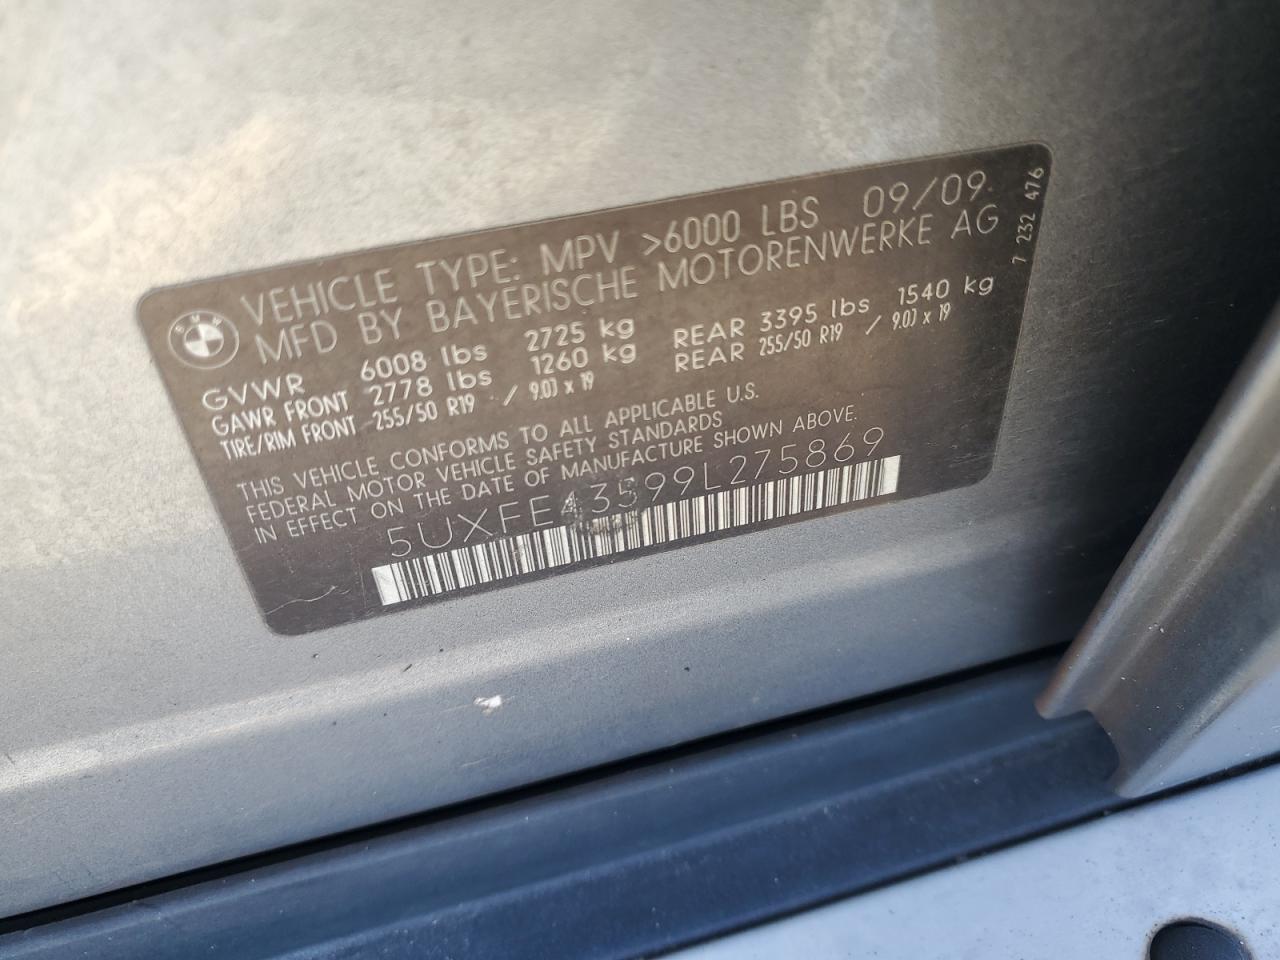 VEHICLE TYPE: MPV >6000 LBS 09/09
MFD BY BAYERISCHE MOTORENWERKE AG
BMW
GVWR 6008 lbs 2725 kg
GAWR FRONT 2778 lbs 1260 kg REAR 3395 lbs 1540 kg
TIRE/RIM FRONT 255/50 R19 / 9.0J x 19 REAR 255/50 R19 / 9.0J x 19
THIS VEHICLE CONFORMS TO ALL APPLICABLE U.S.
FEDERAL MOTOR VEHICLE SAFETY STANDARDS
IN EFFECT ON THE DATE OF MANUFACTURE SHOWN ABOVE.
5UXFE43599L275869
7 232 476